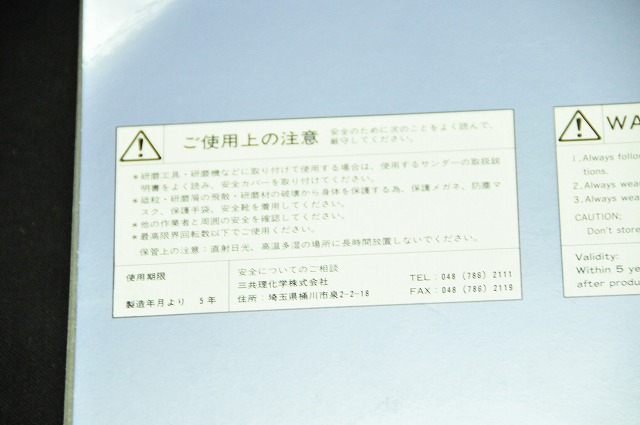 ご使用上の注意
安全のために次のことをよく読んで、
厳守してください。
*研磨工具・研磨機などに取り付けて使用する場合は、使用するサンダーの取扱説
明書をよく読み、安全カバーを取り付けてください。
*砥粒・研磨屑の飛散・研磨材の破壊から身体を保護する為、保護メガネ、防塵マ
スク、保護手袋、安全靴を着用してください。
*他の作業者と周囲の安全を確認してください。
*最高限界回転数以下でご使用ください。
保管上の注意：直射日光、高温多湿の場所に長時間放置しないでください。
使用期限
製造年月より 5年
安全についてのご相談
三共理化学株式会社
住所：埼玉県桶川市泉2-2-18
TEL：048 (786) 2111
FAX：048 (786) 2119
WA
1. Always follo
tions.
2. Always wea
3. Always wea
CAUTION:
Don't store
Validity:
Within 5 ye
after produ